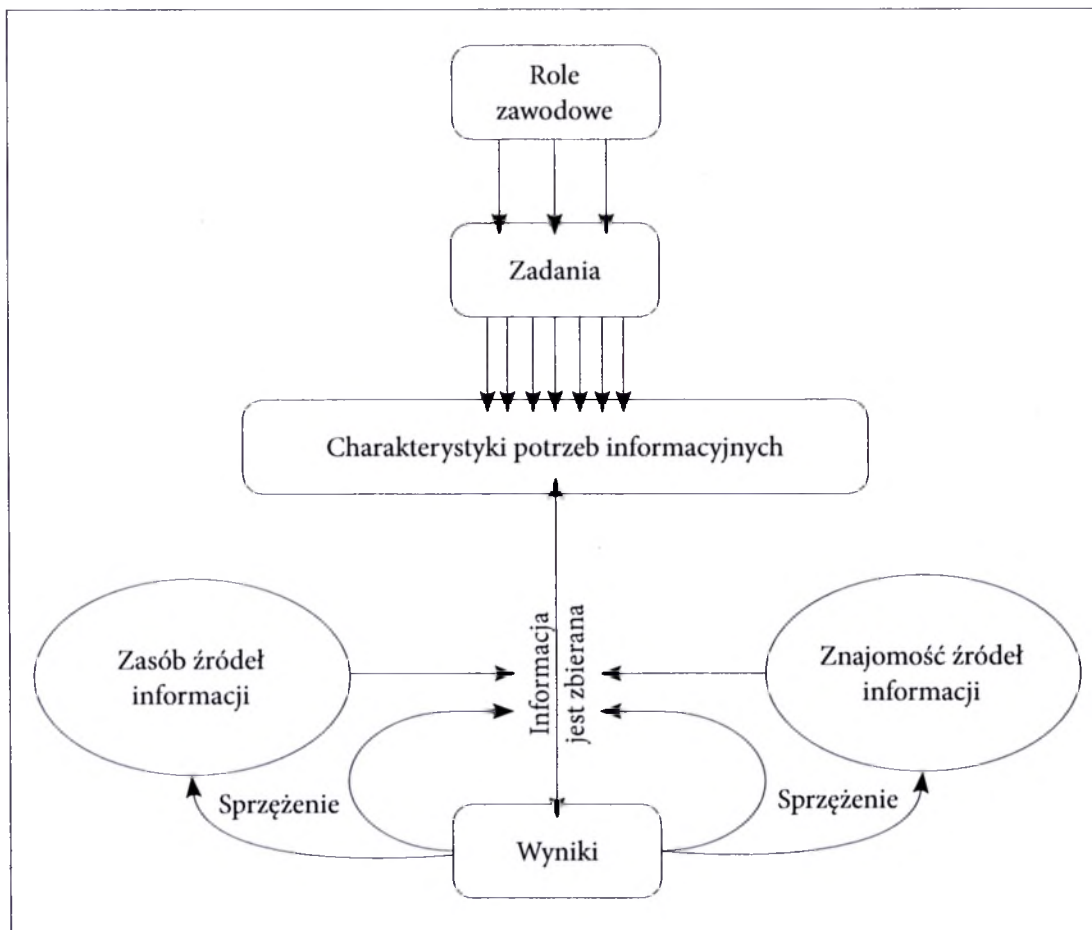 Role
zawodowe
Zadania
Charakterystyki potrzeb informacyjnych
Zasób źródeł
informacji
Informacja
jest zbierana
Znajomość źródeł
informacji
Sprzężenie
Sprzężenie
Wyniki